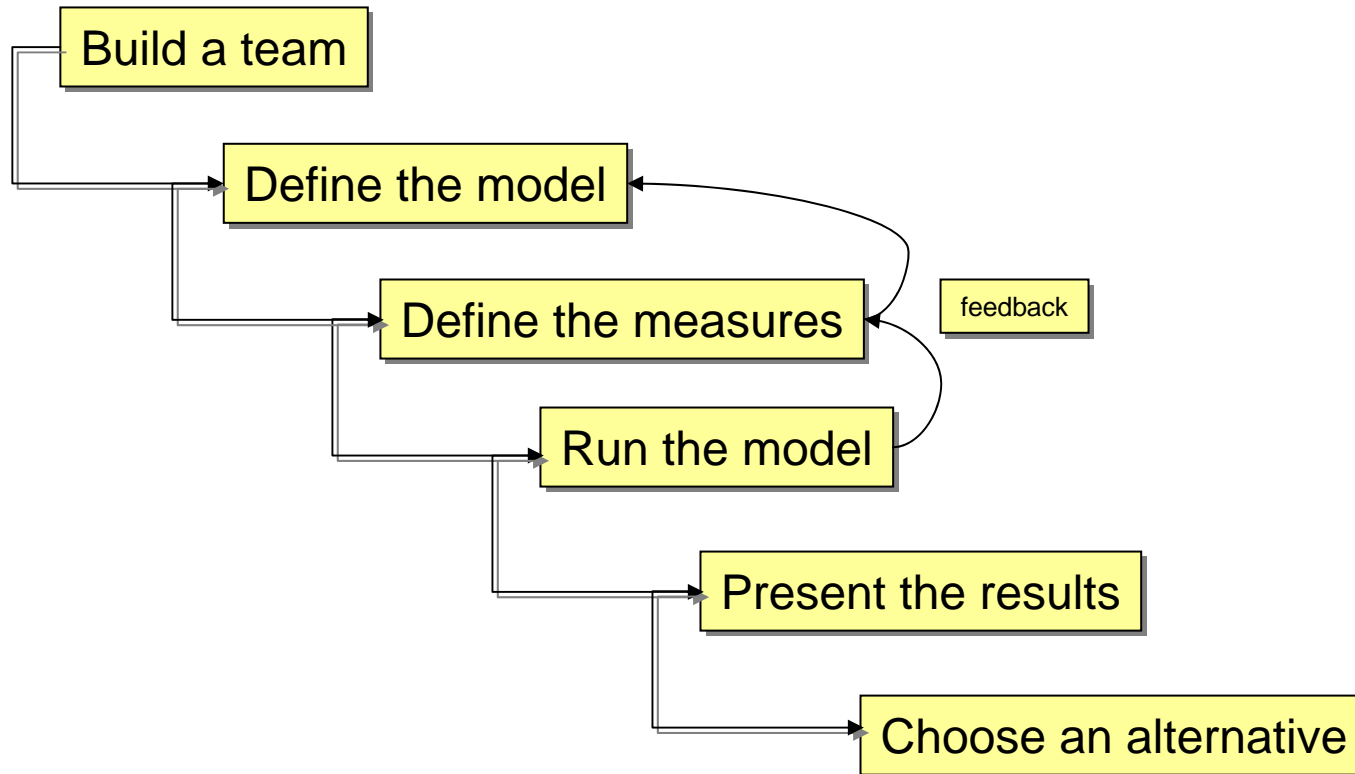 Build a team
Define the model
Define the measures
feedback
Run the model
Present the results
Choose an alternative